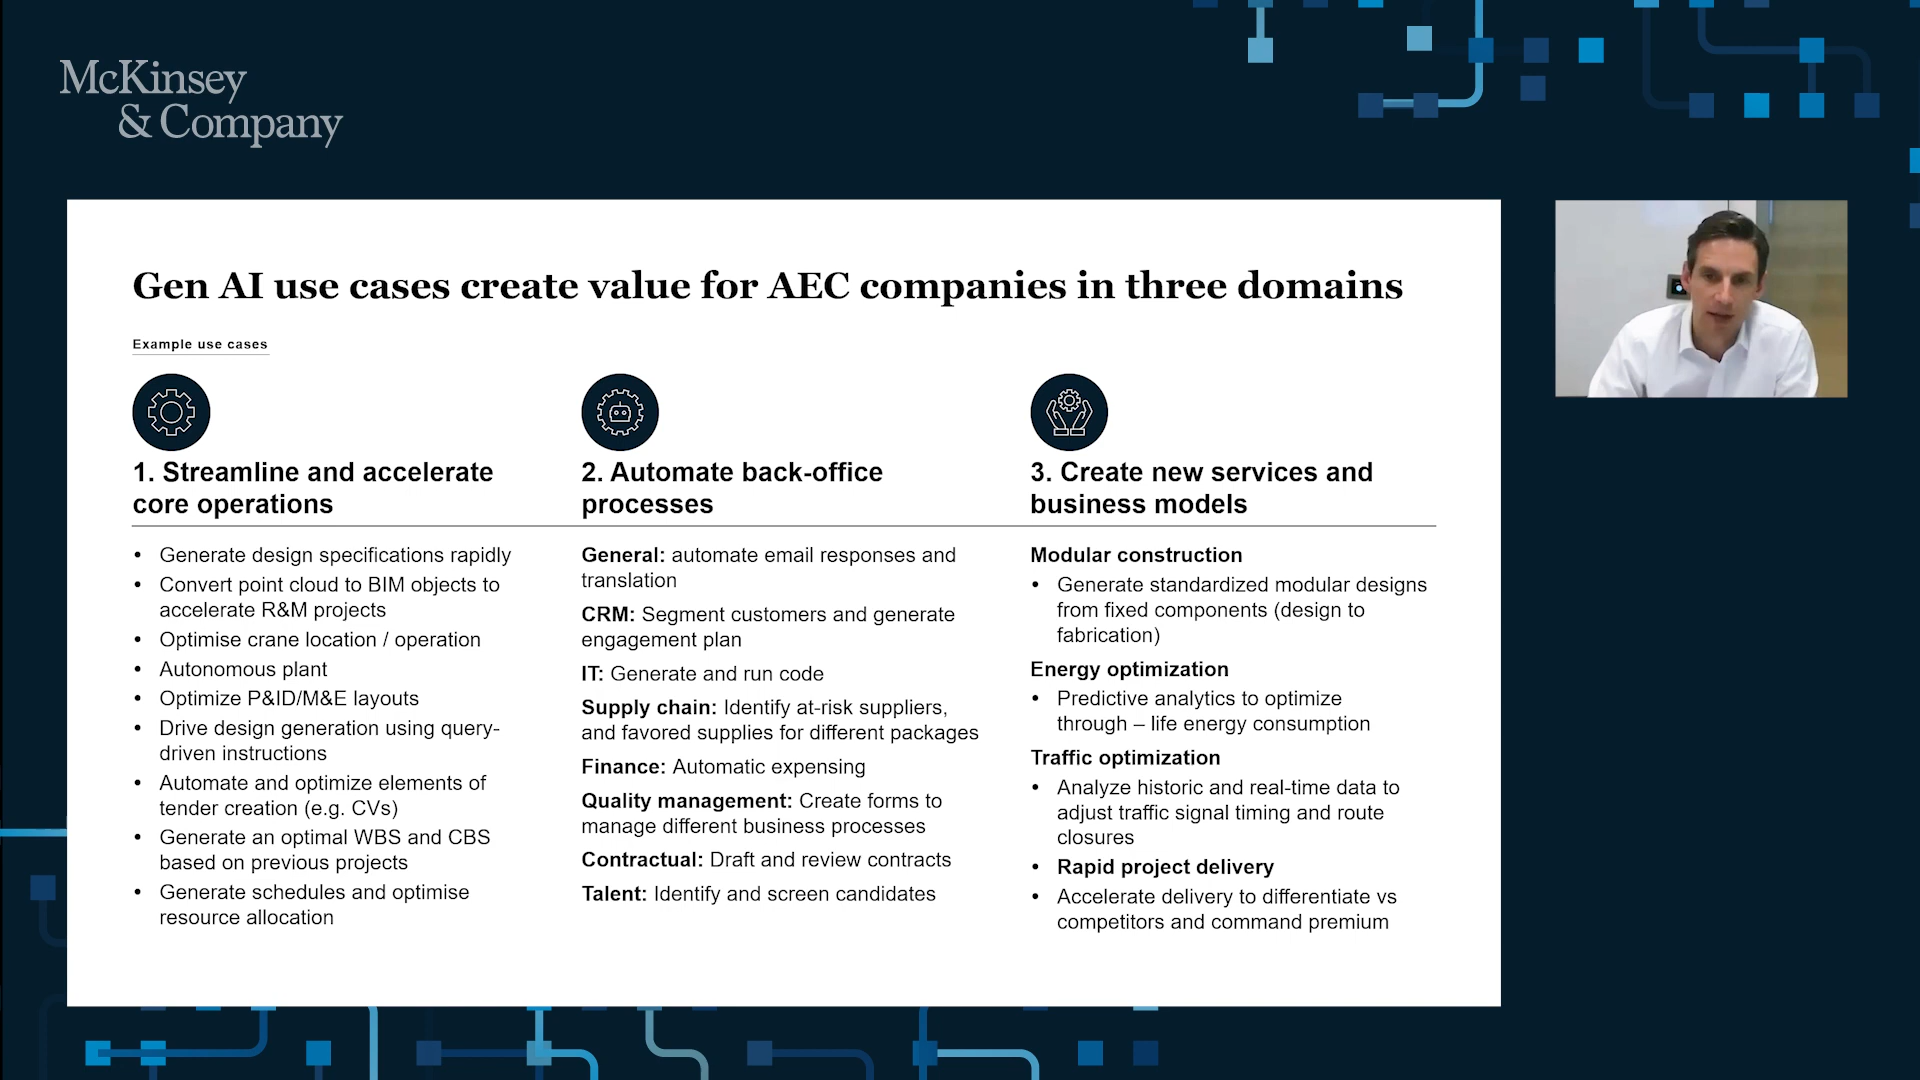 McKinsey
& Company
Gen AI use cases create value for AEC companies in three domains
Example use cases
1. Streamline and accelerate
core operations
• Generate design specifications rapidly
• Convert point cloud to BIM objects to
accelerate R&M projects
• Optimise crane location / operation
• Autonomous plant
• Optimize P&ID/M&E layouts
• Drive design generation using query-
driven instructions
• Automate and optimize elements of
tender creation (e.g. CVs)
• Generate an optimal WBS and CBS
based on previous projects
• Generate schedules and optimise
resource allocation
2. Automate back-office
processes
General: automate email responses and
translation
CRM: Segment customers and generate
engagement plan
IT: Generate and run code
Supply chain: Identify at-risk suppliers,
and favored supplies for different packages
Finance: Automatic expensing
Quality management: Create forms to
manage different business processes
Contractual: Draft and review contracts
Talent: Identify and screen candidates
3. Create new services and
business models
Modular construction
• Generate standardized modular designs
from fixed components (design to
fabrication)
Energy optimization
• Predictive analytics to optimize
through – life energy consumption
Traffic optimization
• Analyze historic and real-time data to
adjust traffic signal timing and route
closures
• Rapid project delivery
• Accelerate delivery to differentiate vs
competitors and command premium